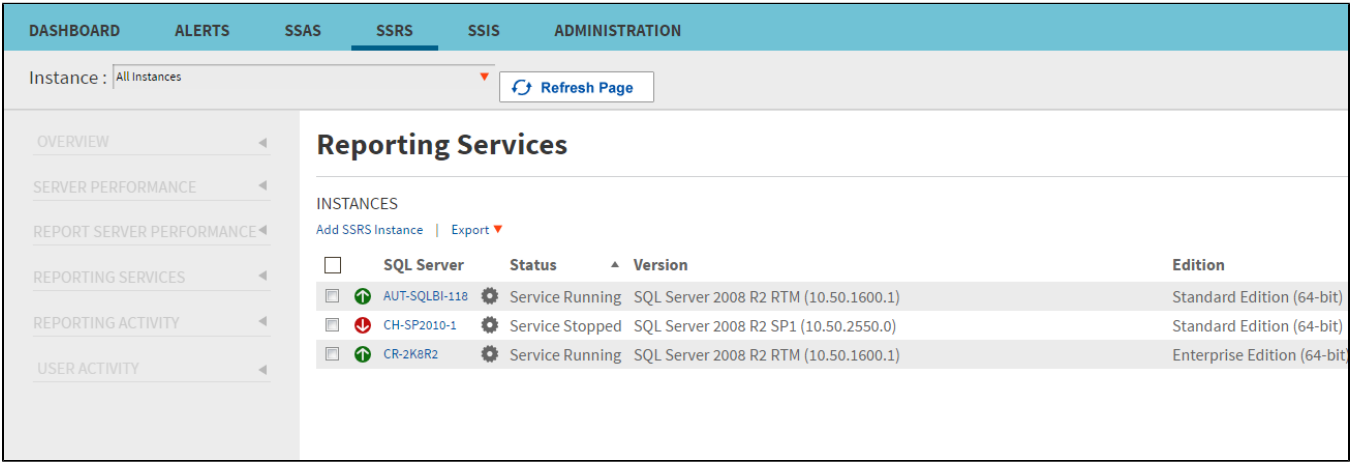 DASHBOARD ALERTS SSAS SSRS SSIS ADMINISTRATION
Instance : All Instances Refresh Page
OVERVIEW
SERVER PERFORMANCE
REPORT SERVER PERFORMANCE
REPORTING SERVICES
REPORTING ACTIVITY
USER ACTIVITY
Reporting Services
INSTANCES
Add SSRS Instance | Export
SQL Server Status Version Edition
AUT-SQLBI-118 Service Running SQL Server 2008 R2 RTM (10.50.1600.1) Standard Edition (64-bit)
CH-SP2010-1 Service Stopped SQL Server 2008 R2 SP1 (10.50.2550.0) Standard Edition (64-bit)
CR-2K8R2 Service Running SQL Server 2008 R2 RTM (10.50.1600.1) Enterprise Edition (64-bit)